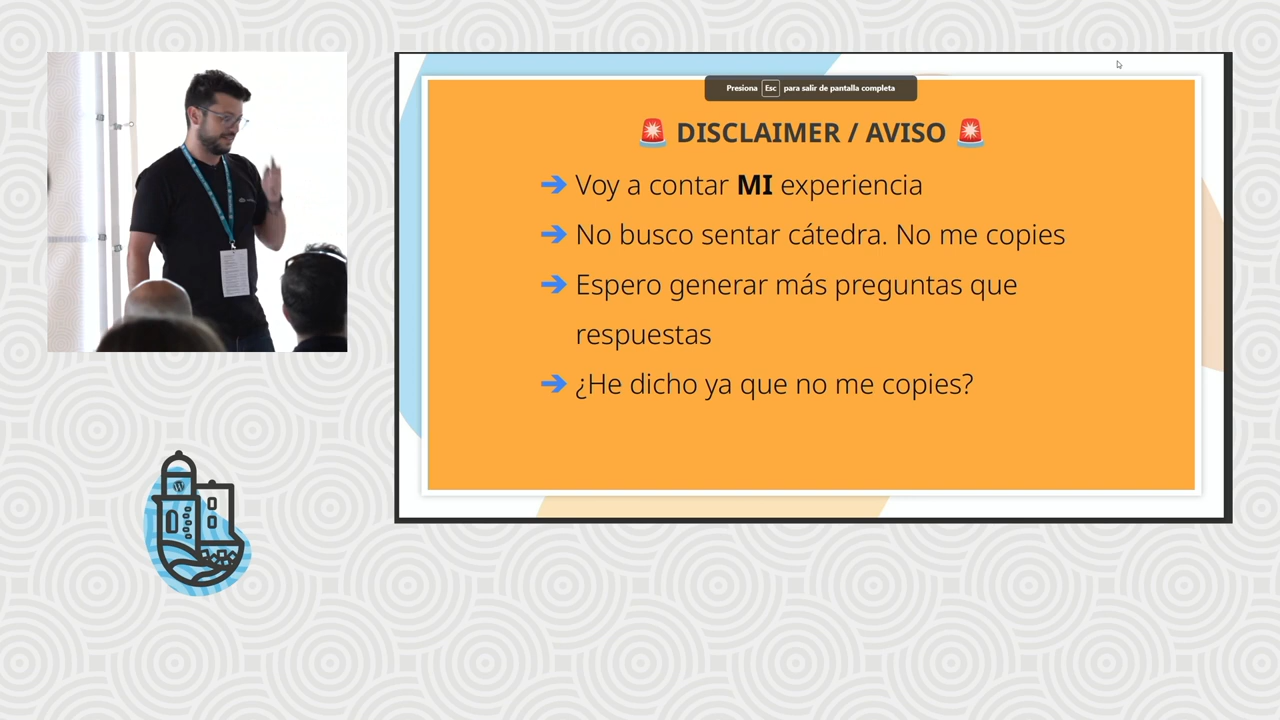 Presiona Esc para salir de pantalla completa
🚨 DISCLAIMER / AVISO 🚨
➔ Voy a contar MI experiencia
➔ No busco sentar cátedra. No me copies
➔ Espero generar más preguntas que
respuestas
➔ ¿He dicho ya que no me copies?